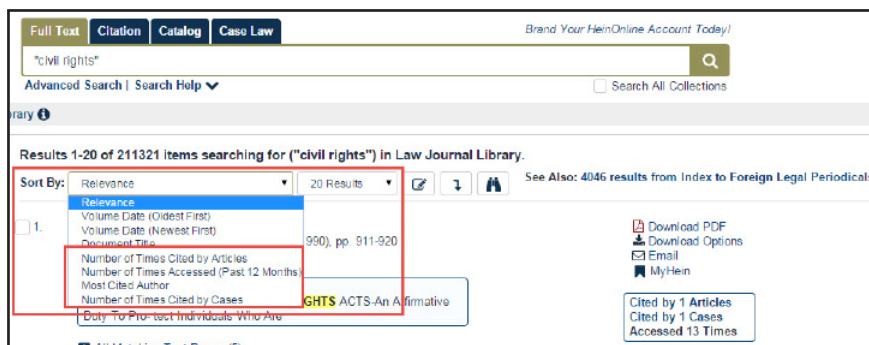 Full Text Citation Catalog Case Law Brand Your HeinOnline Account Today!
"civil rights"
Advanced Search | Search Help Search All Collections
Results 1-20 of 211321 items searching for ("civil rights") in Law Journal Library.
Sort By: Relevance 20 Results See Also: 4046 results from Index to Foreign Legal Periodicals
Relevance
Volume Date (Oldest First)
1. Volume Date (Newest First) Download PDF
Document Title 990), pp. 911-920 Download Options
Number of Times Cited by Articles Email
Number of Times Accessed (Past 12 Months) MyHein
Most Cited Author
Number of Times Cited by Cases GHTS ACTS-An Affirmative Cited by 1 Articles
Duty To Pro- tect Individuals Who Are Cited by 1 Cases
Accessed 13 Times